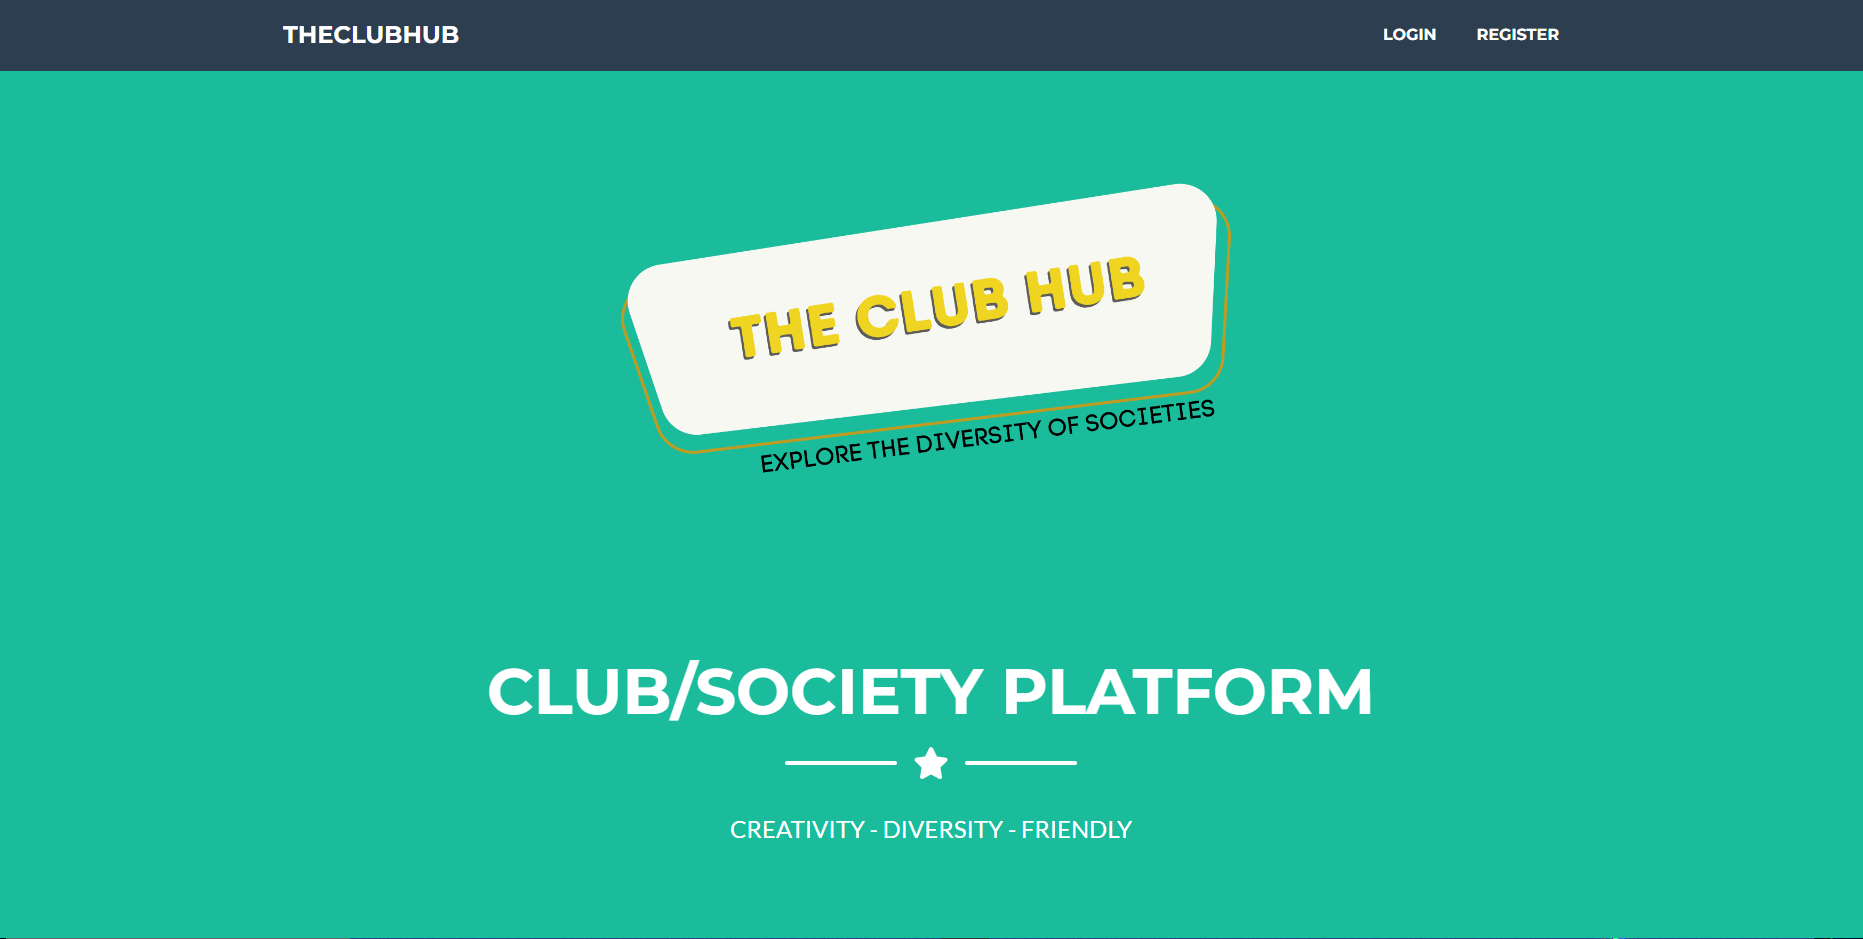 THECLUBHUB
LOGIN REGISTER
THE CLUB HUB
EXPLORE THE DIVERSITY OF SOCIETIES
CLUB/SOCIETY PLATFORM
CREATIVITY - DIVERSITY - FRIENDLY